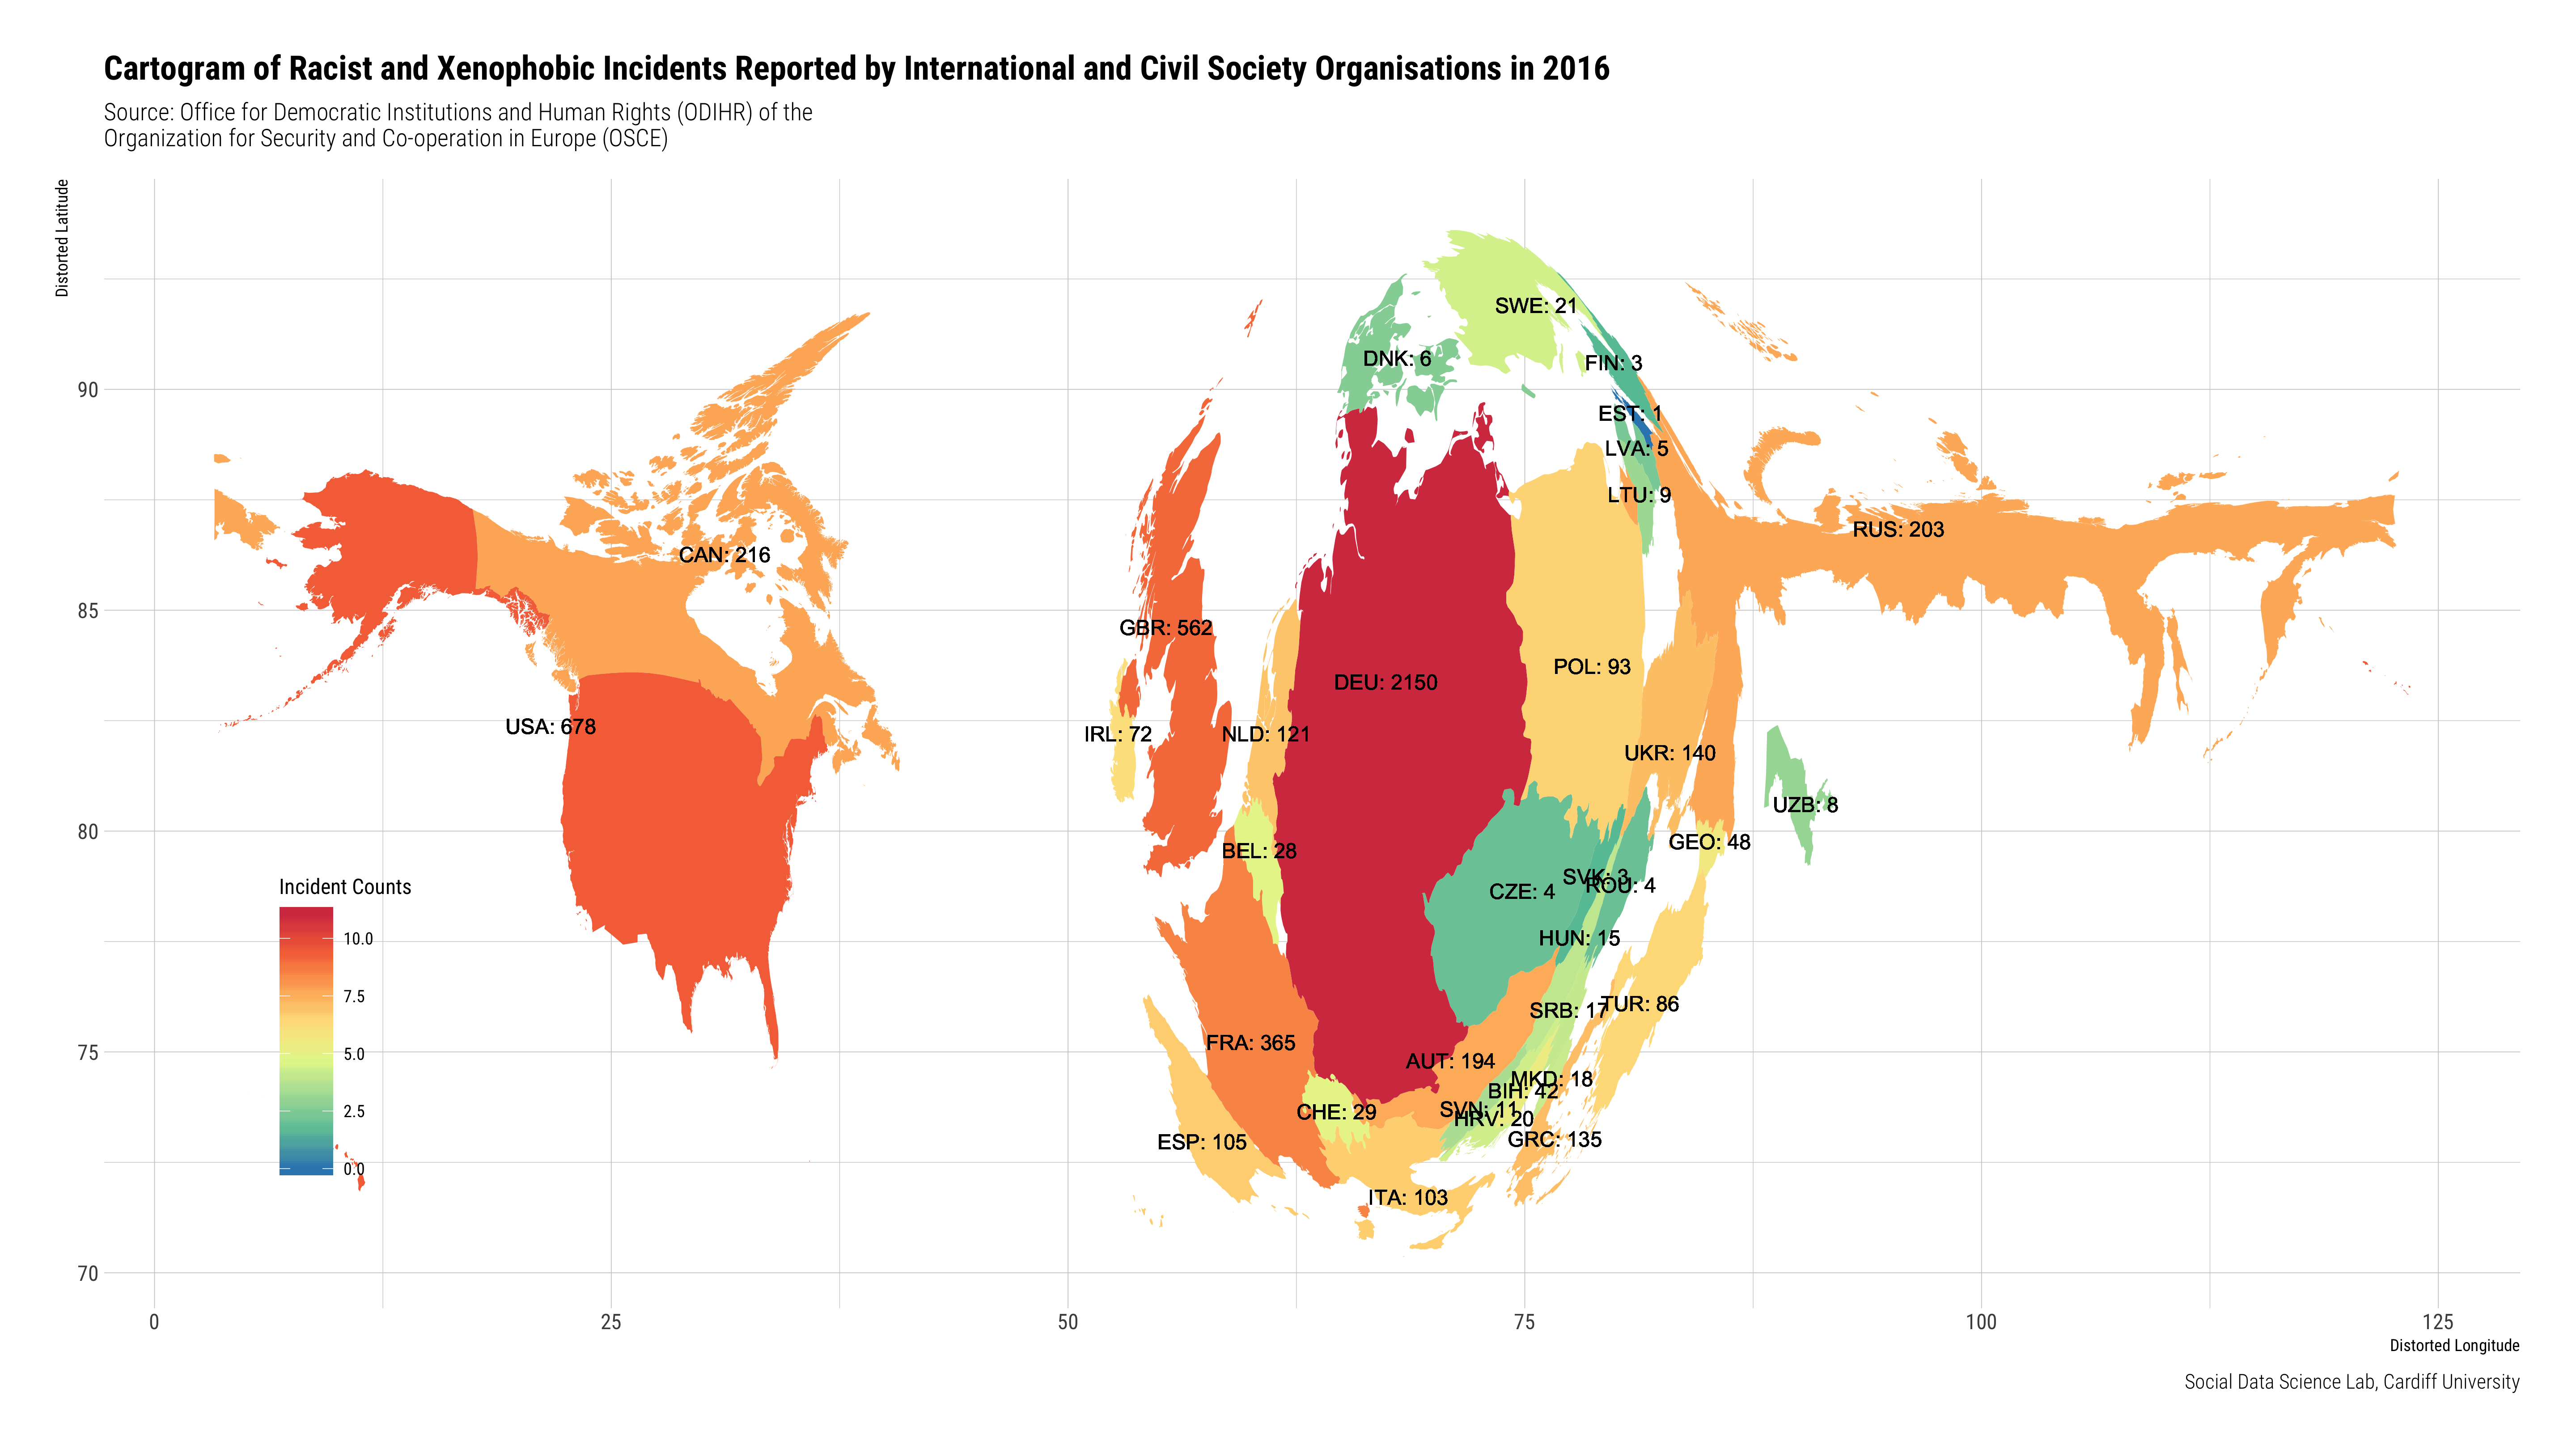 Cartogram of Racist and Xenophobic Incidents Reported by International and Civil Society Organisations in 2016
Source: Office for Democratic Institutions and Human Rights (ODIHR) of the
Organization for Security and Co-operation in Europe (OSCE)
Distorted Latitude
90
85
80
75
70
SWE: 21
DNK: 6
FIN: 3
EST: 1
LVA: 5
LTU: 9
RUS: 203
CAN: 216
GBR: 562
POL: 93
DEU: 2150
USA: 678
IRL: 72
NLD: 121
UKR: 140
UZB: 8
GEO: 48
BEL: 28
SVK: 3
ROU: 4
CZE: 4
HUN: 15
TUR: 86
SRB: 17
FRA: 365
AUT: 194
MKD: 18
BIH: 42
SVN: 11
CHE: 29
HRV: 20
GRC: 135
ESP: 105
ITA: 103
Incident Counts
10.0
7.5
5.0
2.5
0.0
0
25
50
75
100
125
Distorted Longitude
Social Data Science Lab, Cardiff University